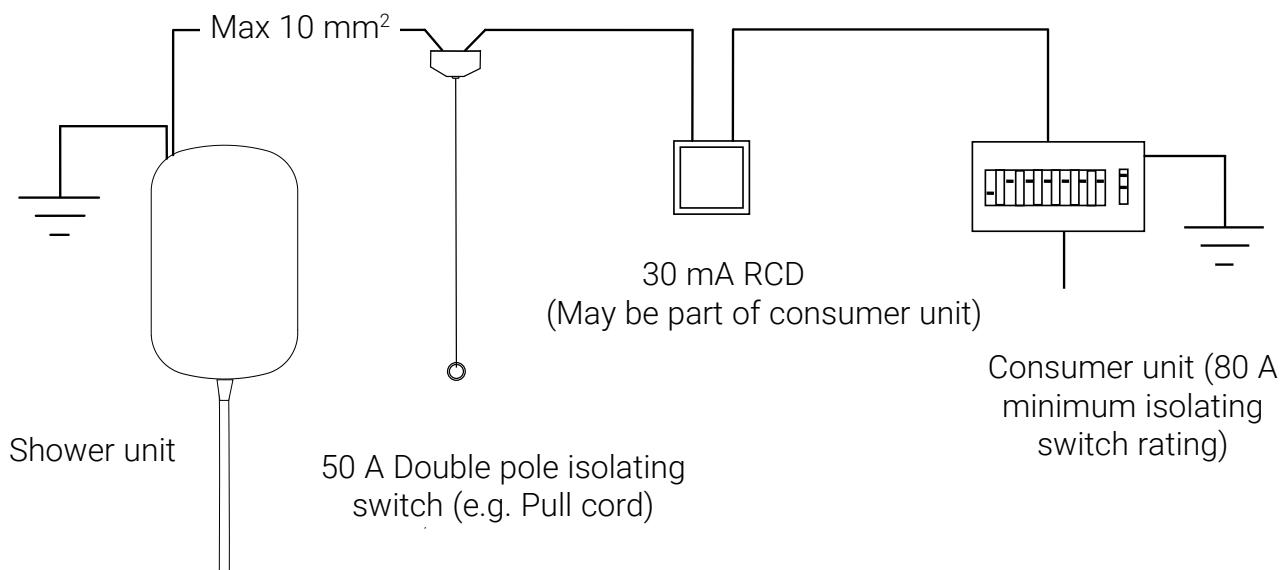 Max 10 mm²
30 mA RCD
(May be part of consumer unit)
Consumer unit (80 A
minimum isolating
switch rating)
Shower unit
50 A Double pole isolating
switch (e.g. Pull cord)